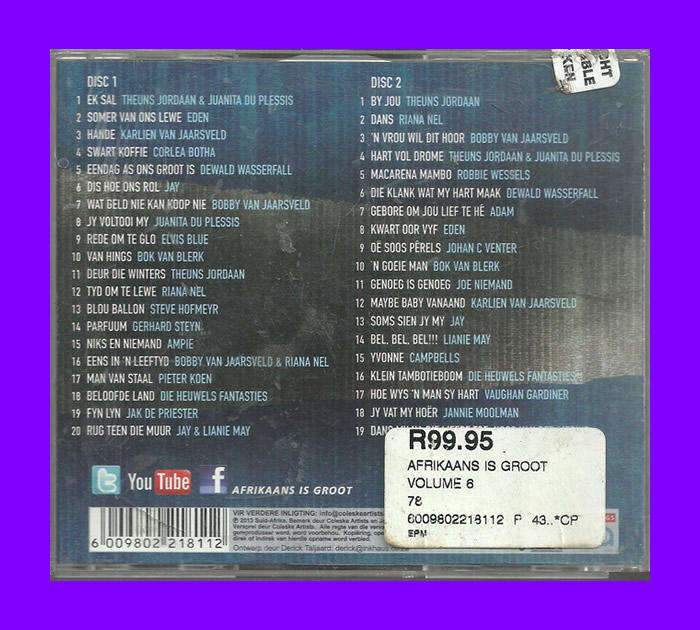 DISC 1
1 EK SAL THEUNS JORDAAN & JUANITA DU PLESSIS
2 SOMER VAN ONS LEWE EDEN
3 HANDE KARLIEN VAN JAARSVELD
4 SWART KOFFIE CORLEA BOTHA
5 EENDAG AS ONS GROOT IS DEWALD WASSERFALL
6 DIS HOE ONS ROL JAY
7 WAT GELD NIE KAN KOOP NIE BOBBY VAN JAARSVELD
8 JY VOLTOOI MY JUANITA DU PLESSIS
9 REDE OM TE GLO ELVIS BLUE
10 VAN HINGS BOK VAN BLERK
11 DEUR DIE WINTERS THEUNS JORDAAN
12 TYD OM TE LEWE RIANA NEL
13 BLOU BALLON STEVE HOFMEYR
14 PARFUUM GERHARD STEYN
15 NIKS EN NIEMAND AMPIE
16 EENS IN 'N LEEFTYD BOBBY VAN JAARSVELD & RIANA NEL
17 MAN VAN STAAL PIETER KOEN
18 BELOOFDE LAND DIE HEUWELS FANTASTIES
19 FYN LYN JAK DE PRIESTER
20 RUG TEEN DIE MUUR JAY & LIANIE MAY
DISC 2
1 BY JOU THEUNS JORDAAN
2 DANS RIANA NEL
3 'N VROU WIL DIT HOOR BOBBY VAN JAARSVELD
4 HART VOL DROME THEUNS JORDAAN & JUANITA DU PLESSIS
5 MACARENA MAMBO ROBBIE WESSELS
6 DIE KLANK WAT MY HART MAAK DEWALD WASSERFALL
7 GEBORE OM JOU LIEF TE HÊ ADAM
8 KWART OOR VYF EDEN
9 OË SOOS PÊRELS JOHAN C VENTER
10 'N GOEIE MAN BOK VAN BLERK
11 GENOEG IS GENOEG JOE NIEMAND
12 MAYBE BABY VANAAND KARLIEN VAN JAARSVELD
13 SOMS SIEN JY MY JAY
14 BEL, BEL, BEL!!! LIANIE MAY
15 YVONNE CAMPBELLS
16 KLEIN TAMBOTIEBOOM DIE HEUWELS FANTASTIES
17 HOE WYS 'N MAN SY HART VAUGHAN GARDINER
18 JY VAT MY HOËR JANNIE MOOLMAN
19 DANS
R99.95
AFRIKAANS IS GROOT
VOLUME 6
78
6009802218112 P 43..*CP
EPM
You Tube f AFRIKAANS IS GROOT
VIR VERDERE INLIGTING: info@coleskeartists
6 009802 218112
Ontwerp deur Derick Taljaard: derick@inkhaus